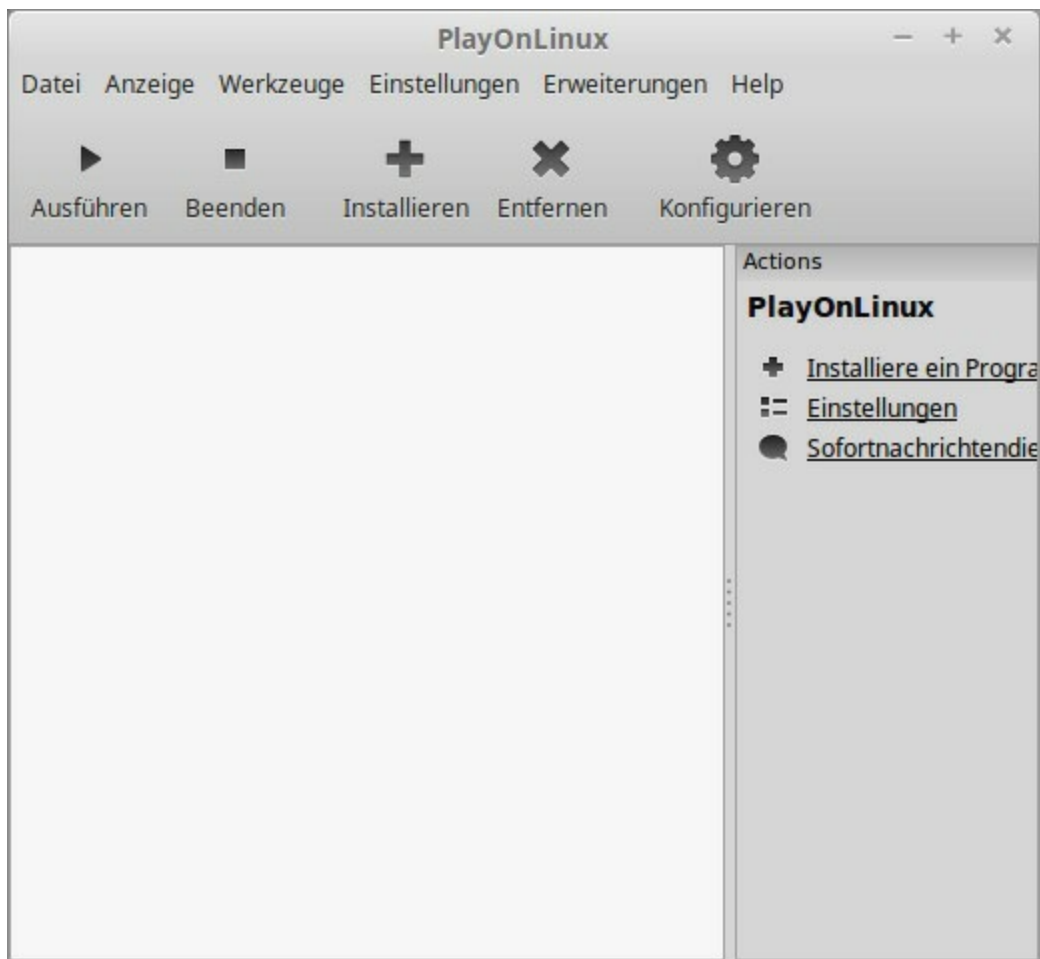 PlayOnLinux
Datei Anzeige Werkzeuge Einstellungen Erweiterungen Help
Ausführen Beenden Installieren Entfernen Konfigurieren
Actions
PlayOnLinux
Installiere ein Progra
Einstellungen
Sofortnachrichtendie